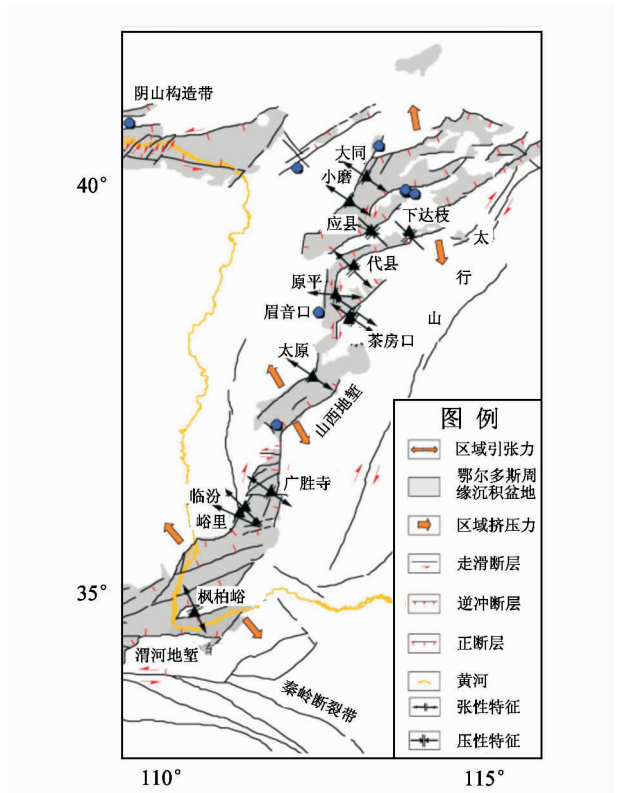 阴山构造带
大同
小磨
40°
应县
下达枝
太
行
山
代县
原平
眉音口
茶房口
太原
山西地堑
广胜寺
临汾
峪里
35°
枫柏峪
渭河地堑
秦岭断裂带
图 例
区域引张力
鄂尔多斯周
缘沉积盆地
区域挤压力
走滑断层
逆冲断层
正断层
黄河
张性特征
压性特征
110°
115°